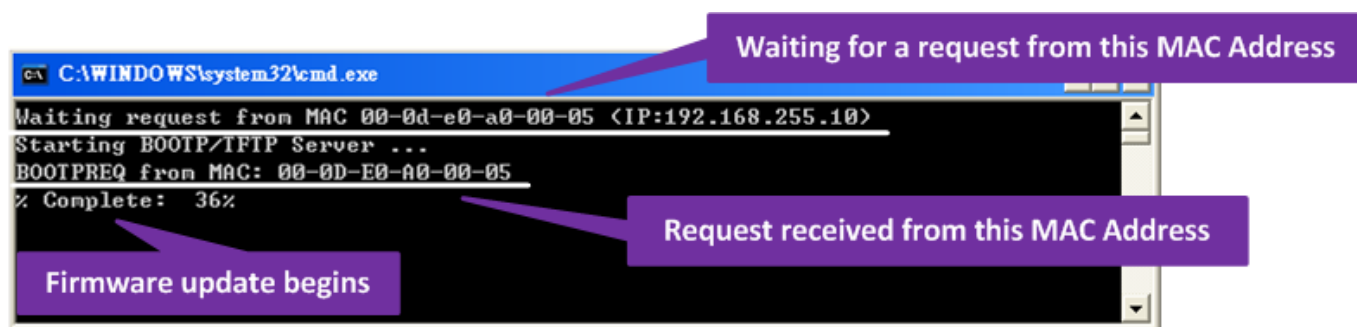 Waiting for a request from this MAC Address
C:\WINDOWS\system32\cmd.exe
Waiting request from MAC 00-0d-e0-a0-00-05 (IP:192.168.255.10)
Starting BOOTP/TFTP Server ...
BOOTPREQ from MAC: 00-0D-E0-A0-00-05
% Complete:  36%
Request received from this MAC Address
Firmware update begins